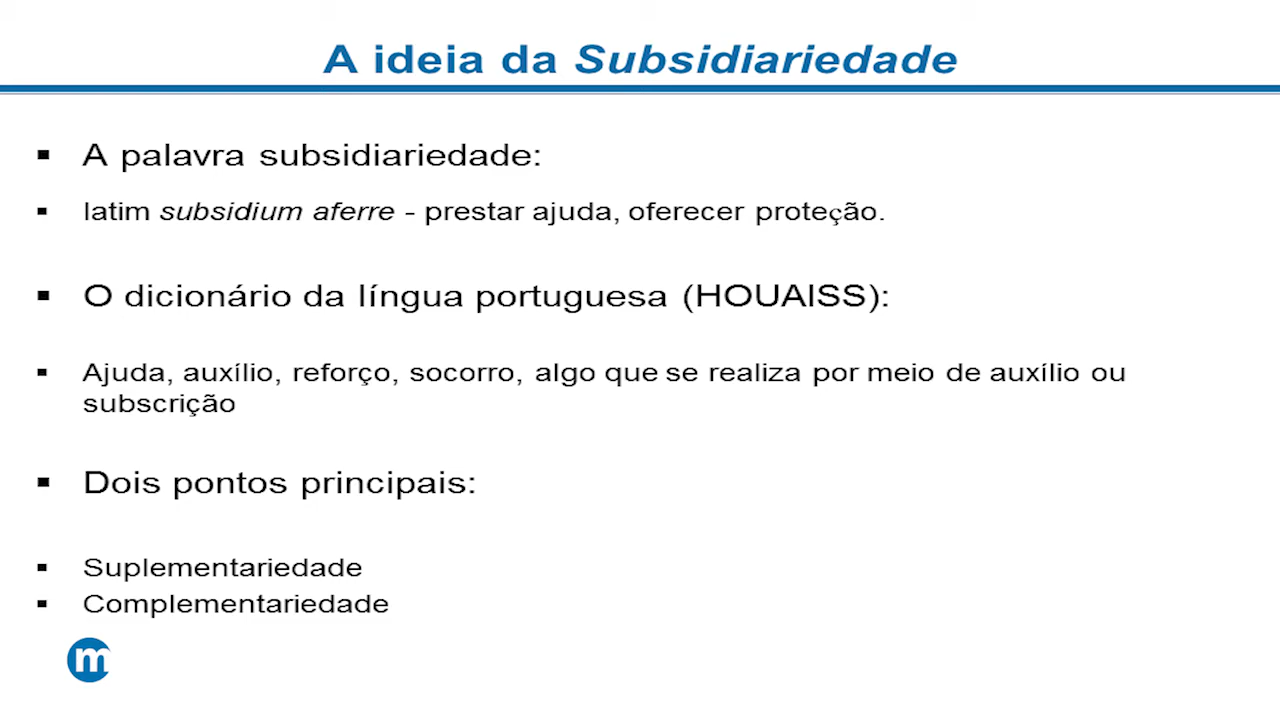 A ideia da Subsidiariedade
▪ A palavra subsidiariedade:
▪ latim subsidium aferre - prestar ajuda, oferecer proteção.
▪ O dicionário da língua portuguesa (HOUAISS):
▪ Ajuda, auxílio, reforço, socorro, algo que se realiza por meio de auxílio ou
subscrição
▪ Dois pontos principais:
▪ Suplementariedade
▪ Complementariedade
m